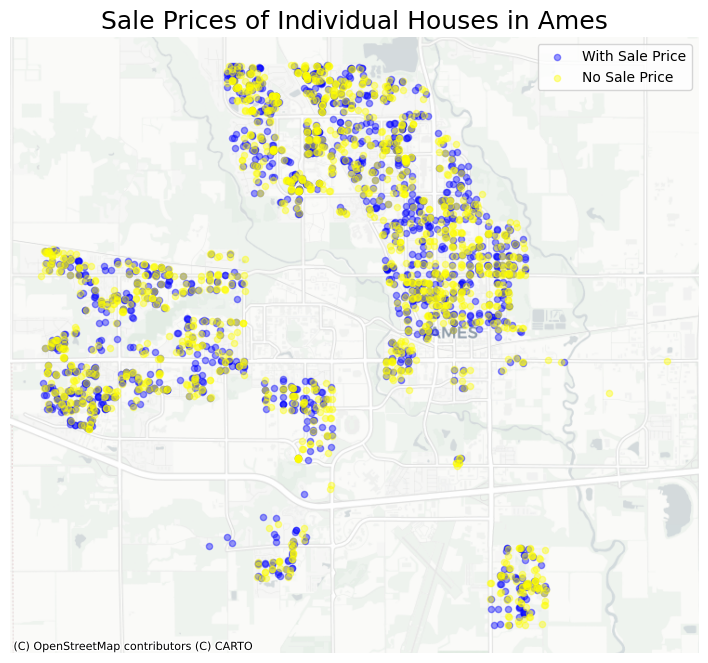 Sale Prices of Individual Houses in Ames
With Sale Price
No Sale Price
AMES
(C) OpenStreetMap contributors (C) CARTO